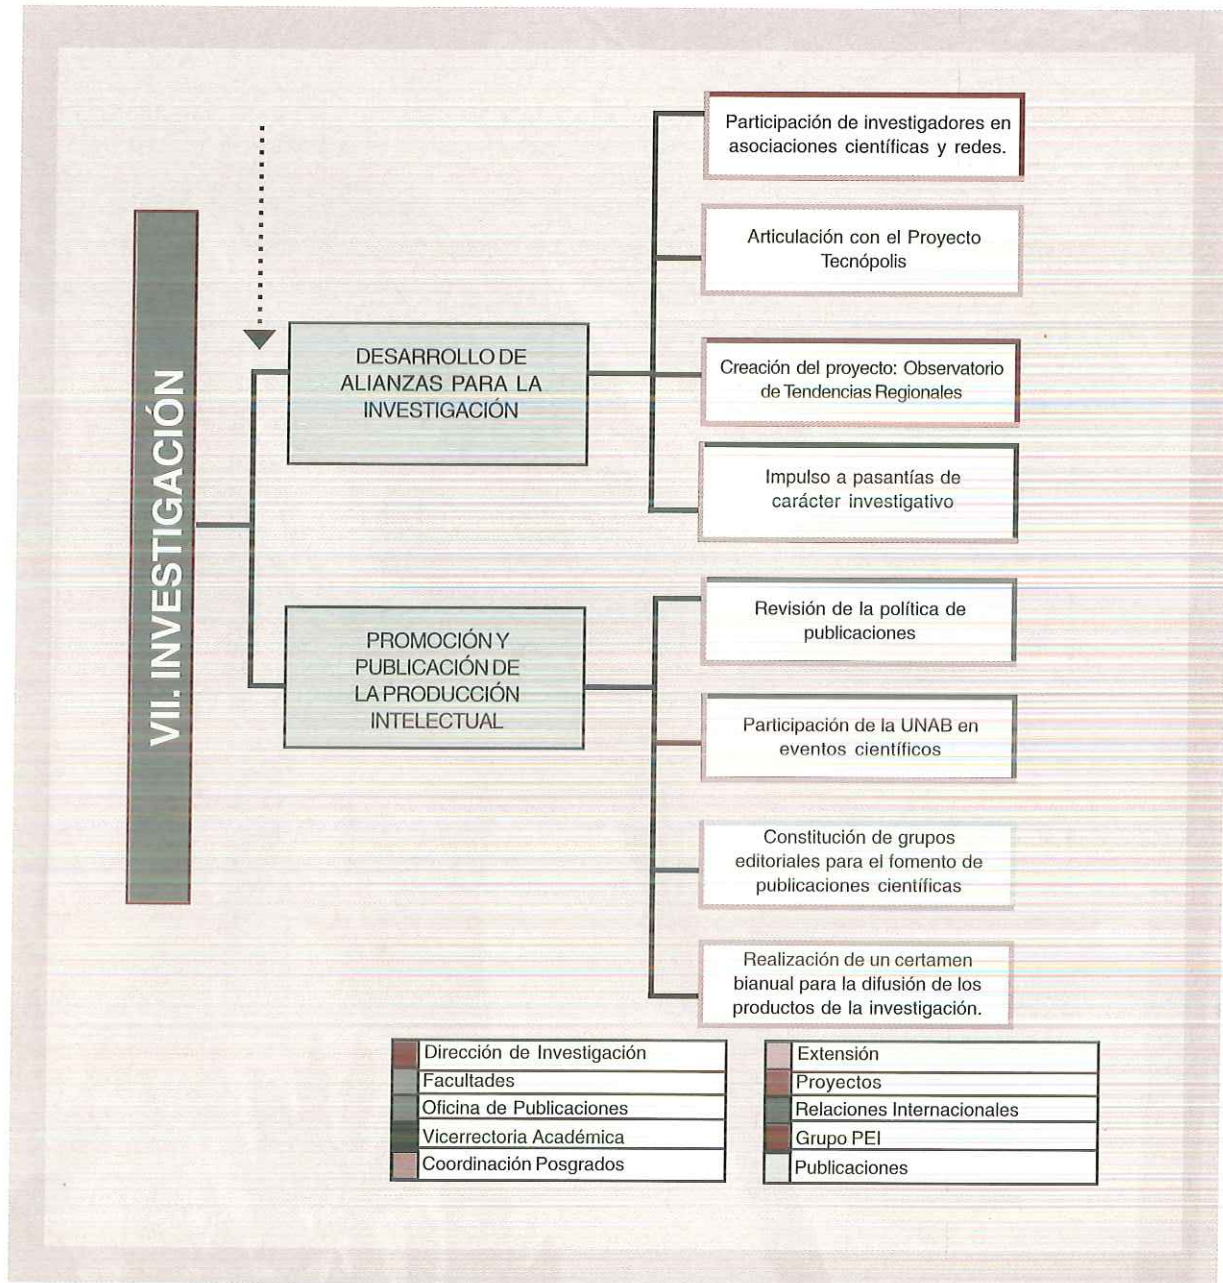 VII. INVESTIGACIÓN
DESARROLLO DE
ALIANZAS PARA LA
INVESTIGACIÓN
Participación de investigadores en
asociaciones científicas y redes.
Articulación con el Proyecto
Tecnópolis
Creación del proyecto: Observatorio
de Tendencias Regionales
Impulso a pasantías de
carácter investigativo
PROMOCIÓN Y
PUBLICACIÓN DE
LA PRODUCCIÓN
INTELECTUAL
Revisión de la política de
publicaciones
Participación de la UNAB en
eventos científicos
Constitución de grupos
editoriales para el fomento de
publicaciones científicas
Realización de un certamen
bianual para la difusión de los
productos de la investigación.
Dirección de Investigación
Facultades
Oficina de Publicaciones
Vicerrectoria Académica
Coordinación Posgrados
Extensión
Proyectos
Relaciones Internacionales
Grupo PEI
Publicaciones